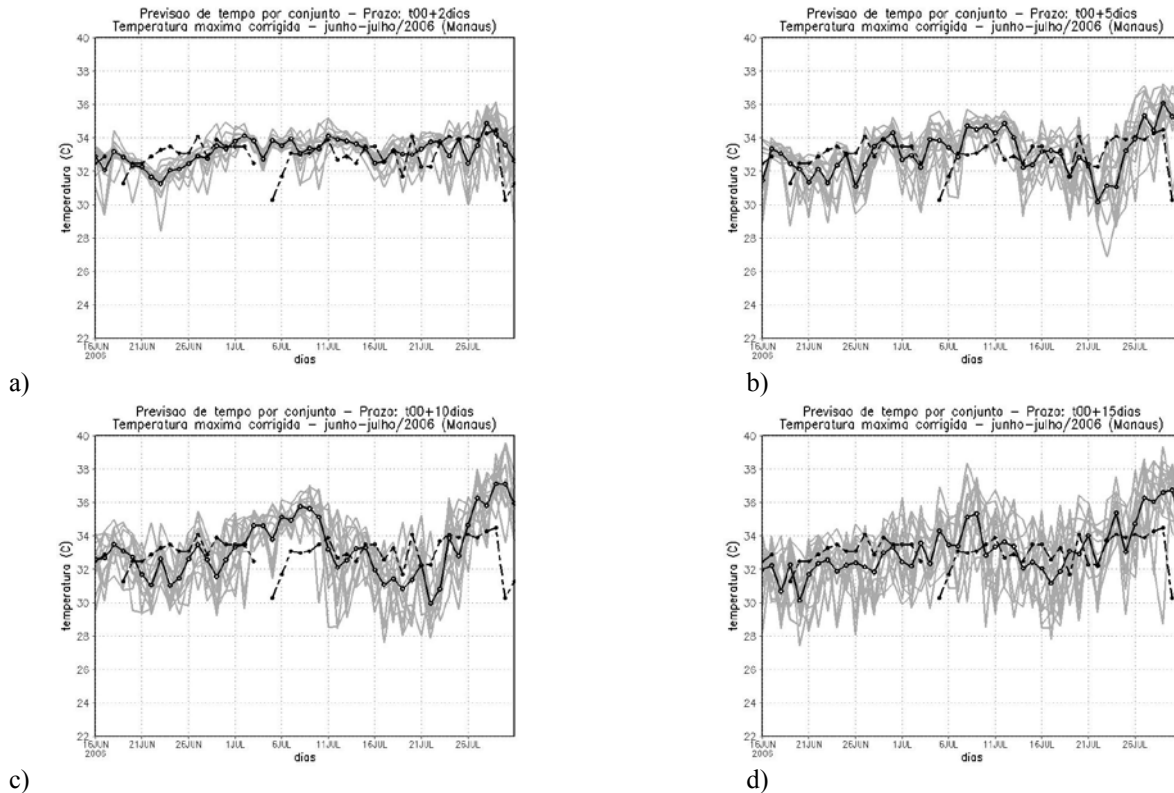 Previsao de tempo por conjunto – Prazo: t00+2dias
Temperatura maxima corrigida – junho-julho/2006 (Manaus)
temperatura (C)
40
38
36
34
32
30
28
26
24
22
16JUN 21JUN 26JUN 1JUL 6JUL 11JUL 16JUL 21JUL 26JUL
2006
dias
a)
Previsao de tempo por conjunto – Prazo: t00+5dias
Temperatura maxima corrigida – junho-julho/2006 (Manaus)
temperatura (C)
40
38
36
34
32
30
28
26
24
22
16JUN 21JUN 26JUN 1JUL 6JUL 11JUL 16JUL 21JUL 26JUL
2006
dias
b)
Previsao de tempo por conjunto – Prazo: t00+10dias
Temperatura maxima corrigida – junho-julho/2006 (Manaus)
temperatura (C)
40
38
36
34
32
30
28
26
24
22
16JUN 21JUN 26JUN 1JUL 6JUL 11JUL 16JUL 21JUL 26JUL
2006
dias
c)
Previsao de tempo por conjunto – Prazo: t00+15dias
Temperatura maxima corrigida – junho-julho/2006 (Manaus)
temperatura (C)
40
38
36
34
32
30
28
26
24
22
16JUN 21JUN 26JUN 1JUL 6JUL 11JUL 16JUL 21JUL 26JUL
2006
dias
d)